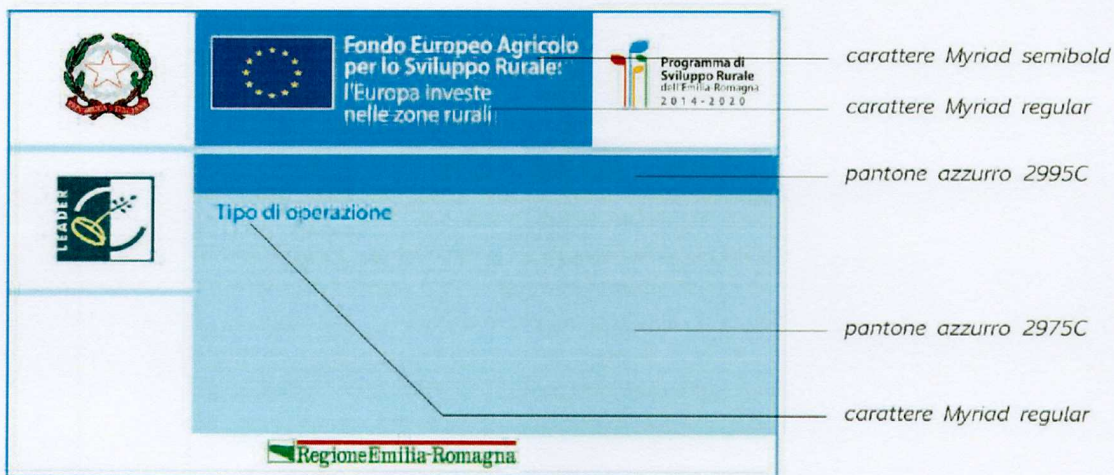 Fondo Europeo Agricolo
per lo Sviluppo Rurale:
l'Europa investe
nelle zone rurali
Programma di
Sviluppo Rurale
dell'Emilia-Romagna
2014-2020
carattere Myriad semibold
carattere Myriad regular
pantone azzurro 2995C
LEADER
Tipo di operazione
pantone azzurro 2975C
carattere Myriad regular
RegioneEmilia-Romagna